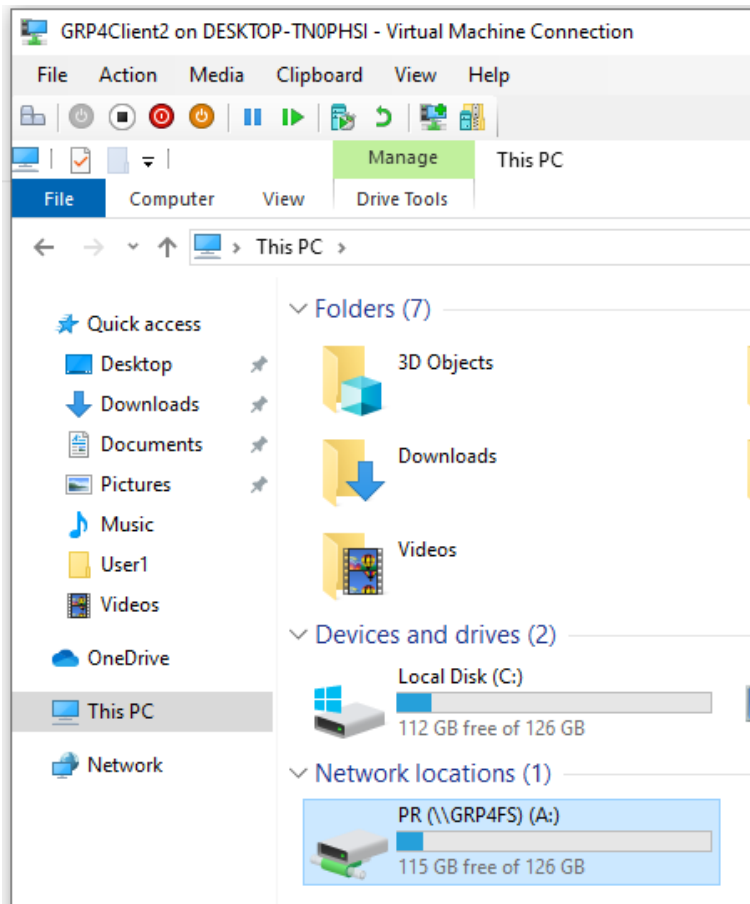 GRP4Client2 on DESKTOP-TN0PHSI - Virtual Machine Connection
File Action Media Clipboard View Help
Manage This PC
File Computer View Drive Tools
This PC
Quick access
Desktop
Downloads
Documents
Pictures
Music
User1
Videos
OneDrive
This PC
Network
Folders (7)
3D Objects
Downloads
Videos
Devices and drives (2)
Local Disk (C:)
112 GB free of 126 GB
Network locations (1)
PR (\\GRP4FS) (A:)
115 GB free of 126 GB